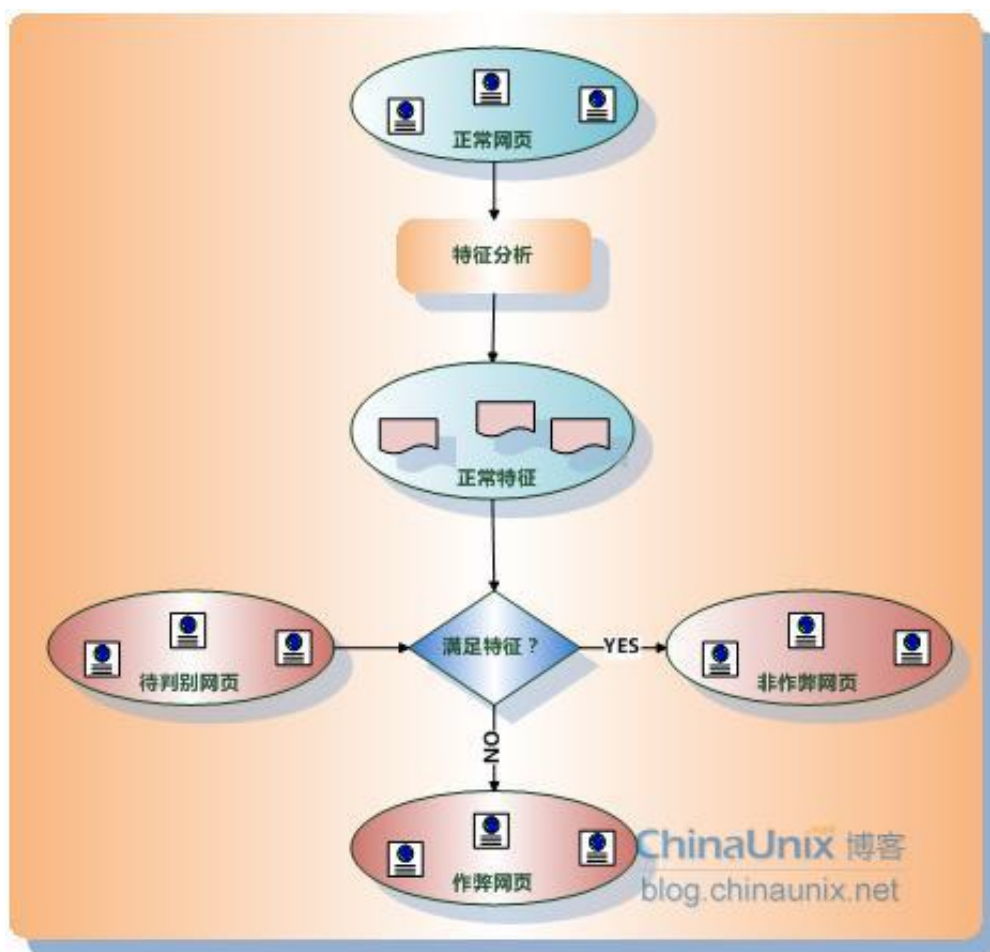 正常网页
特征分析
正常特征
待判别网页
满足特征？
YES
非作弊网页
NO
作弊网页
ChinaUnix 博客
blog.chinaunix.net